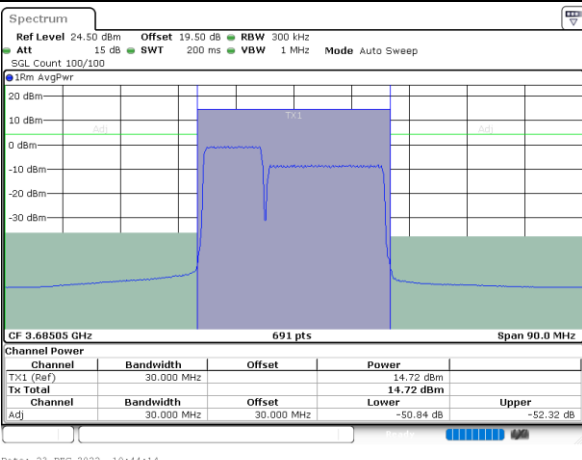 Spectrum
Ref Level 24.50 dBm Offset 19.50 dB RBW 300 kHz
Att 15 dB SWT 200 ms VBW 1 MHz Mode Auto Sweep
SGL Count 100/100
1Rm AvgPwr
20 dBm
TX1
10 dBm
Adj Adj
0 dBm
-10 dBm
-20 dBm
-30 dBm
CF 3.68505 GHz 691 pts Span 90.0 MHz
Channel Power
Channel Bandwidth Offset Power
TX1 (Ref) 30.000 MHz 14.72 dBm
Tx Total 14.72 dBm
Channel Bandwidth Offset Lower Upper
Adj 30.000 MHz 30.000 MHz -50.84 dB -52.32 dB
Ready